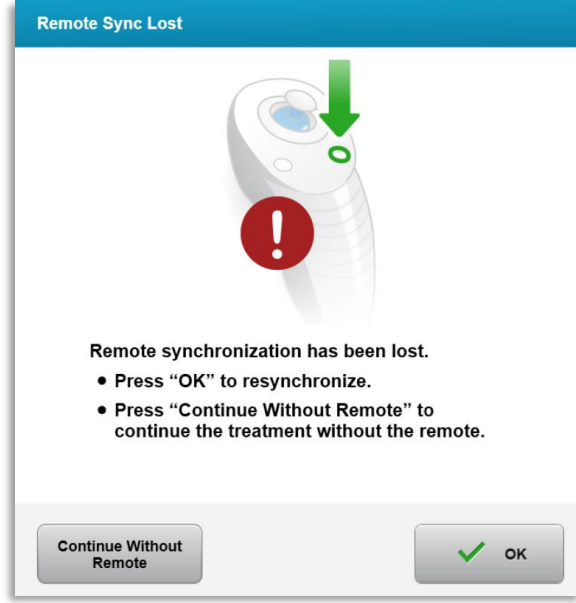 Remote Sync Lost
Remote synchronization has been lost.
• Press “OK” to resynchronize.
• Press “Continue Without Remote” to
continue the treatment without the remote.
Continue Without
Remote
OK